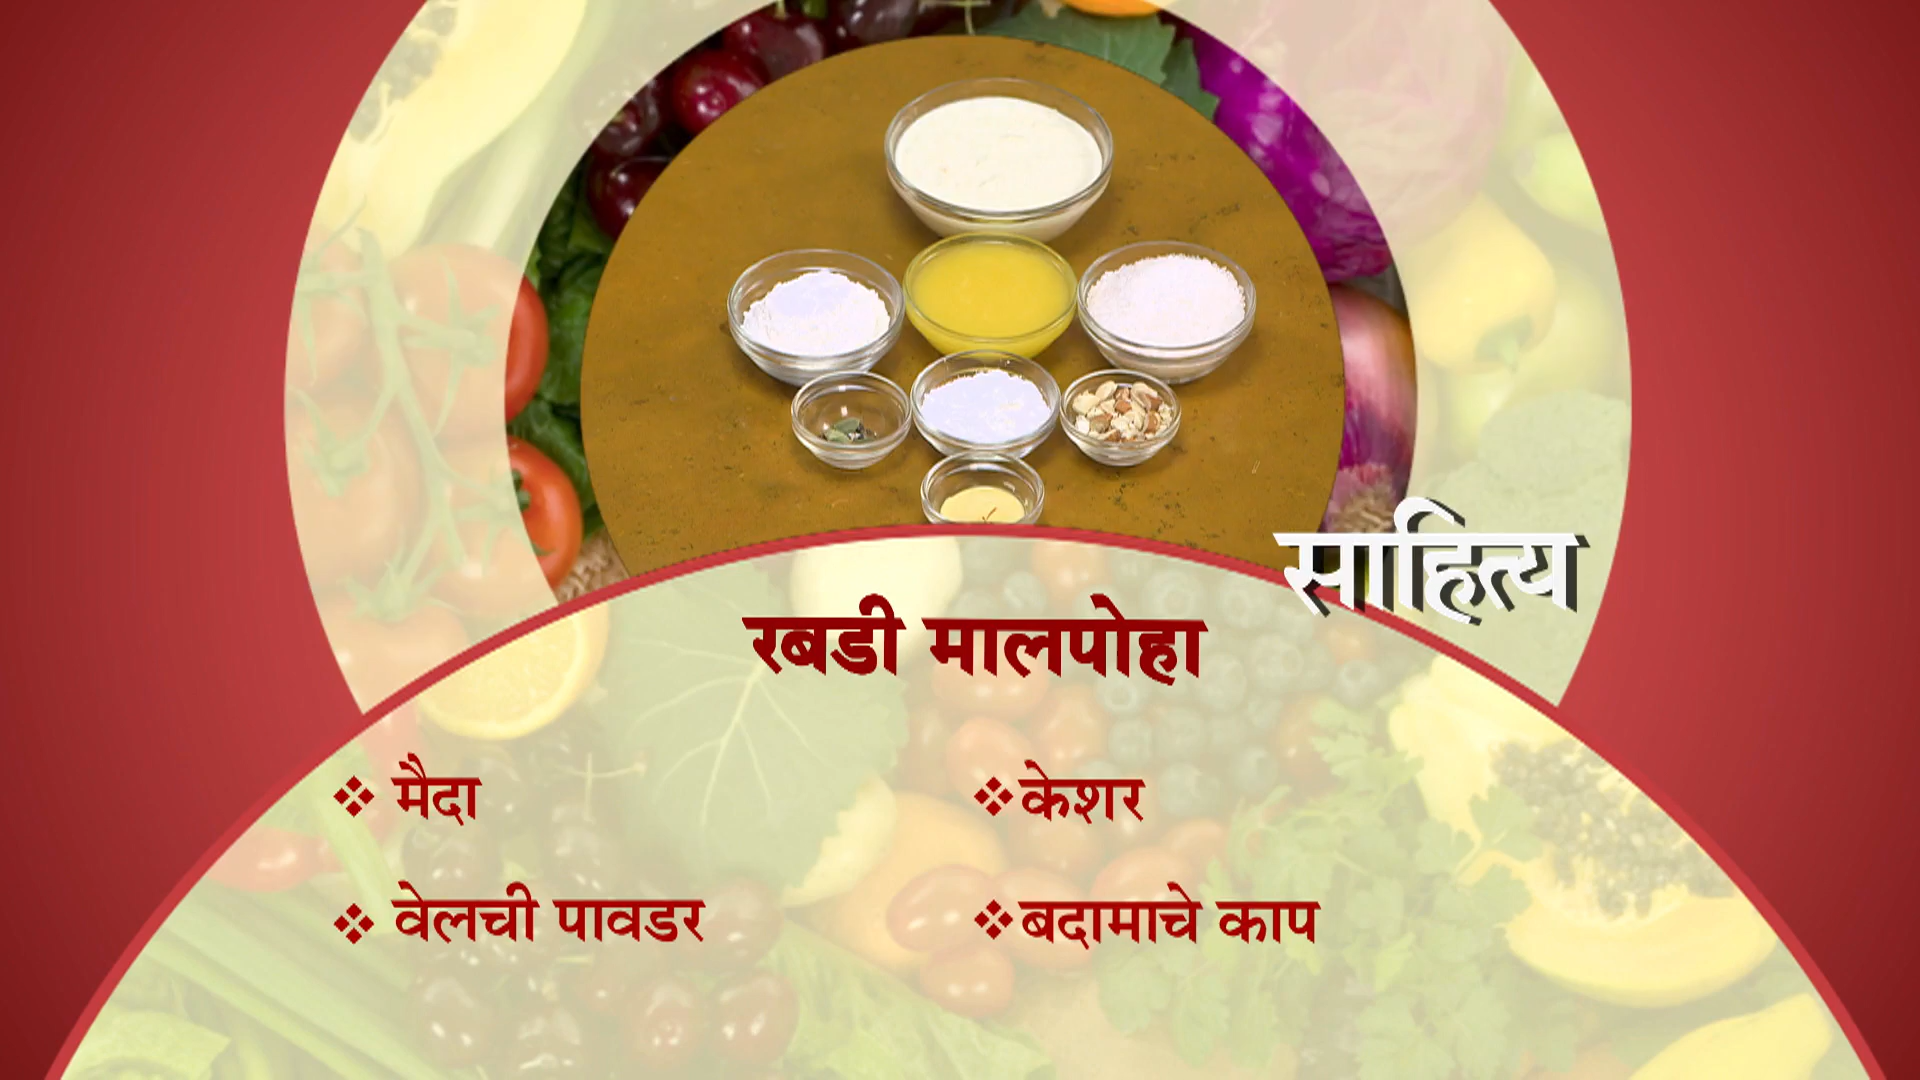 साहित्य
रबडी मालपोहा
❖ मैदा
❖ केशर
❖ वेलची पावडर
❖ बदामाचे काप